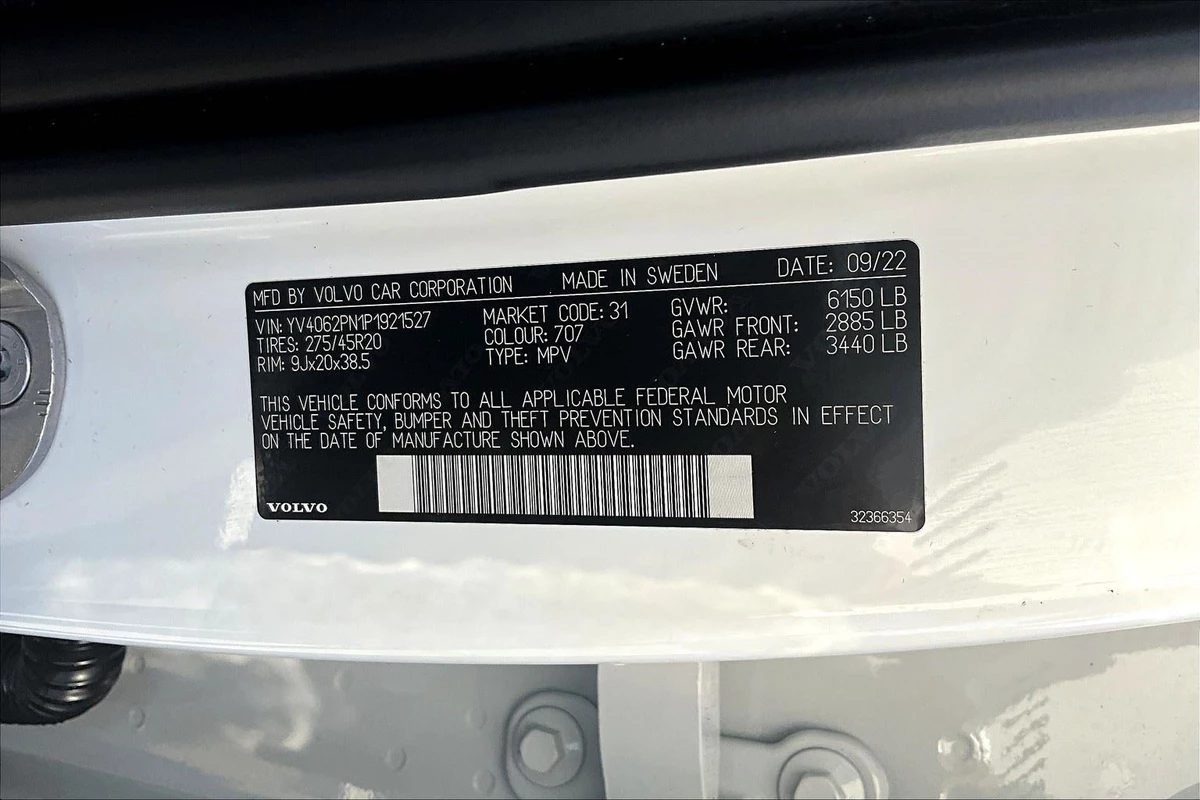 MFD BY VOLVO CAR CORPORATION MADE IN SWEDEN DATE: 09/22
VIN: YV4062PN1P1921527 MARKET CODE: 31 GVWR: 6150 LB
TIRES: 275/45R20 COLOUR: 707 GAWR FRONT: 2885 LB
RIM: 9Jx20x38.5 TYPE: MPV GAWR REAR: 3440 LB
THIS VEHICLE CONFORMS TO ALL APPLICABLE FEDERAL MOTOR
VEHICLE SAFETY, BUMPER AND THEFT PREVENTION STANDARDS IN EFFECT
ON THE DATE OF MANUFACTURE SHOWN ABOVE.
VOLVO 32366354